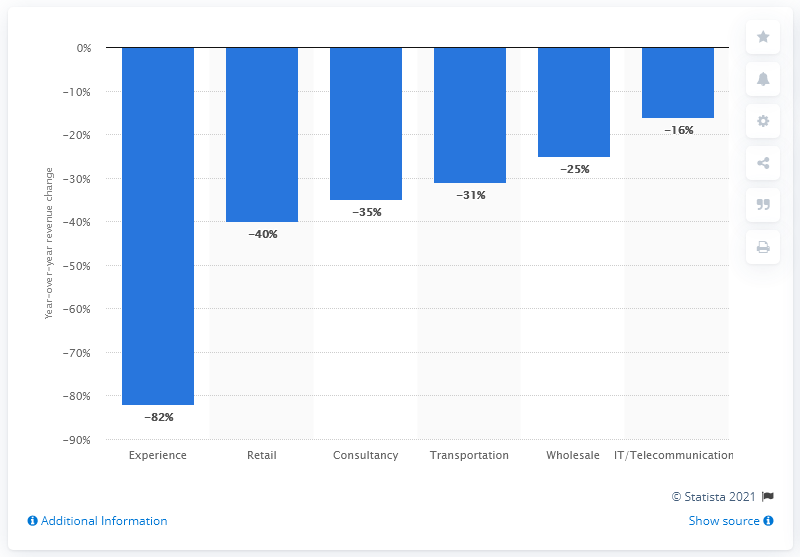 0%
-10%
-20%
-30%
-40%
-50%
-60%
-70%
-80%
-90%
Year-over-year revenue change
-82%
-40%
-35%
-31%
-25%
-16%
Experience
Retail
Consultancy
Transportation
Wholesale
IT/Telecommunication
© Statista 2021
Additional Information
Show source